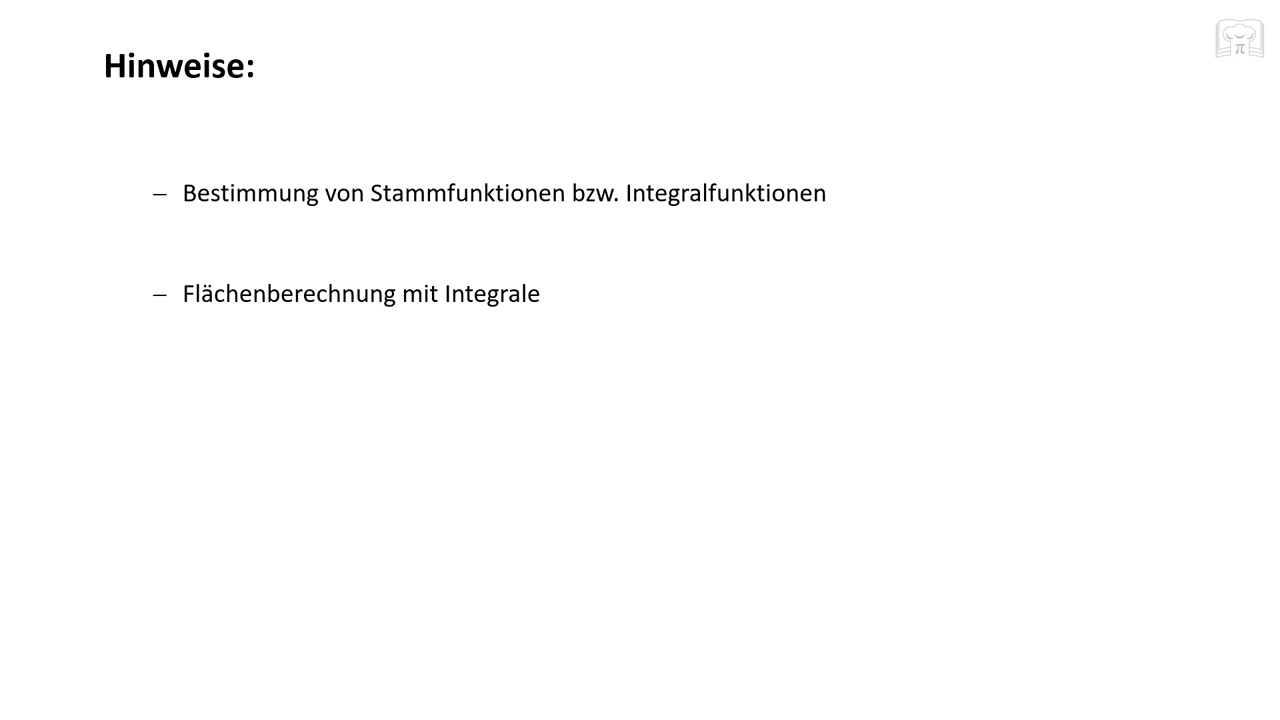 Hinweise:
– Bestimmung von Stammfunktionen bzw. Integralfunktionen
– Flächenberechnung mit Integrale
π